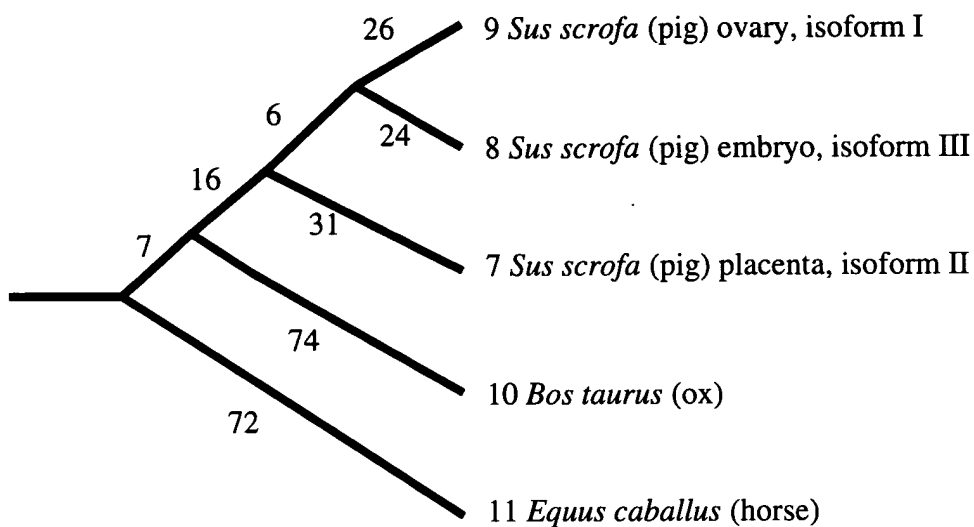 26
9 Sus scrofa (pig) ovary, isoform I
6
24
8 Sus scrofa (pig) embryo, isoform III
16
31
7
7 Sus scrofa (pig) placenta, isoform II
74
10 Bos taurus (ox)
72
11 Equus caballus (horse)